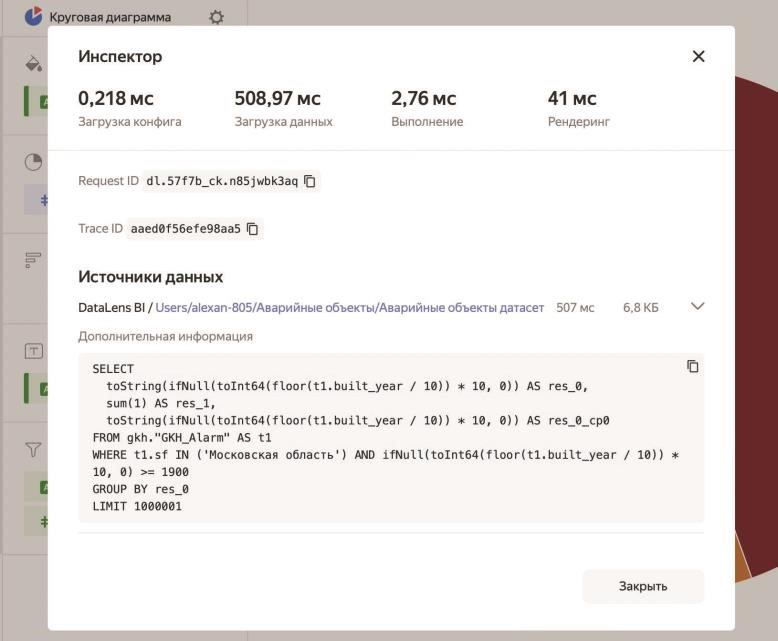 Круговая диаграмма
Инспектор
0,218 мс 508,97 мс 2,76 мс 41 мс
Загрузка конфига Загрузка данных Выполнение Рендеринг
Request ID dl.57f7b_ck.n85jwbk3aq
Trace ID aaed0f56efe98aa5
Источники данных
DataLens BI / Users/alexan-805/Аварийные объекты/Аварийные объекты датасет 507 мс 6,8 КБ
Дополнительная информация
SELECT
toString(ifNull(toInt64(floor(t1.built_year / 10)) * 10, 0)) AS res_0,
sum(1) AS res_1,
toString(ifNull(toInt64(floor(t1.built_year / 10)) * 10, 0)) AS res_0_cp0
FROM gkh."GKH_Alarm" AS t1
WHERE t1.sf IN ('Московская область') AND ifNull(toInt64(floor(t1.built_year / 10)) *
10, 0) >= 1900
GROUP BY res_0
LIMIT 1000001
Закрыть